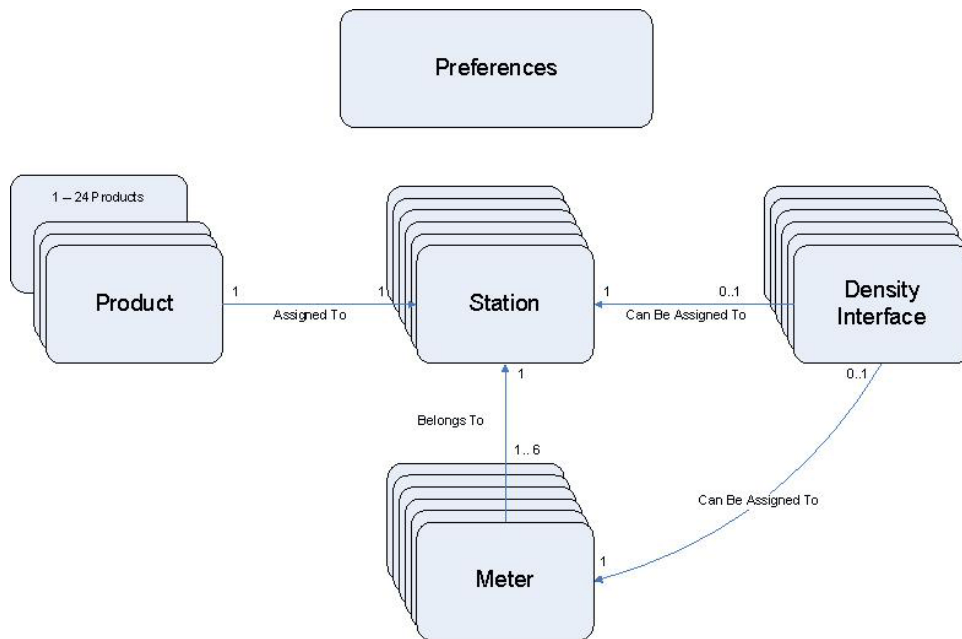 Preferences
1 – 24 Products
Product
1
Assigned To
1
Station
1
Can Be Assigned To
0..1
Density
Interface
1
0..1
Belongs To
1.. 6
Can Be Assigned To
Meter
1